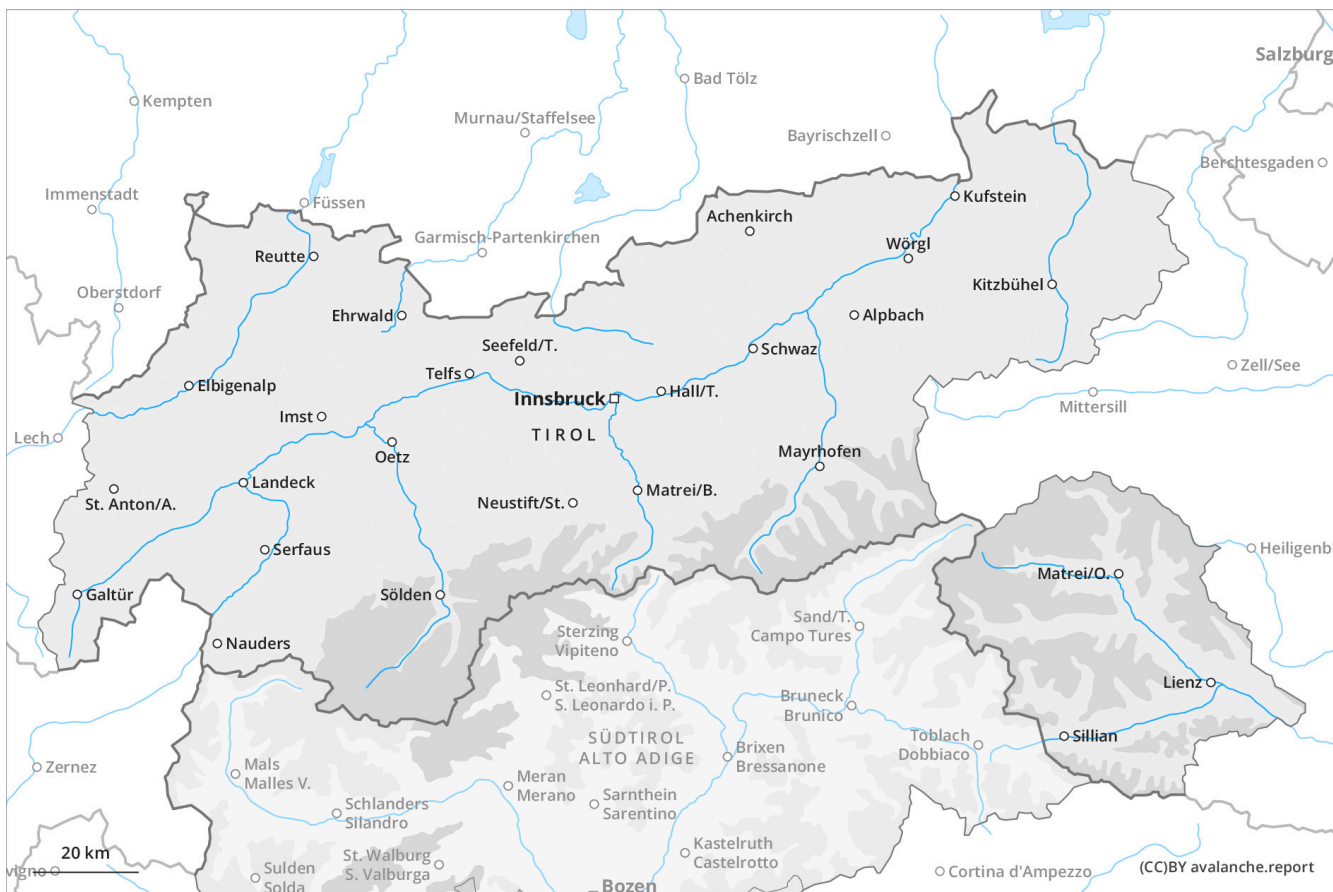 Salzburg
Bad Tölz
Kempten
Murnau/Staffelsee
Bayrischzell
Berchtesgaden
Immenstadt
Kufstein
Füssen
Achenkirch
Garmisch-Partenkirchen
Wörgl
Reutte
Kitzbühel
Oberstdorf
Ehrwald
Alpbach
Seefeld/T.
Schwaz
Zell/See
Telfs
Elbigenalp
Hall/T.
Innsbruck
Mittersill
Imst
TIROL
Lech
Oetz
Mayrhofen
Landeck
Matrei/B.
St. Anton/A.
Neustift/St.
Serfaus
Heiligenb
Matrei/O.
Galtür
Sölden
Sand/T.
Campo Tures
Sterzing
Vipiteno
Nauders
Lienz
St. Leonhard/P.
S. Leonardo i. P.
Bruneck
Brunico
SÜDTIROL
ALTO ADIGE
Sillian
Toblach
Dobbiaco
Brixen
Bressanone
Zernez
Mals
Malles V.
Meran
Merano
Schlanders
Silandro
Sarnthein
Sarentino
Kastelruth
Castelrotto
20 km
St. Walburg
S. Valburga
vigno
Cortina d'Ampezzo
(CC)BY avalanche.report
Sulden
Solda
Bozen